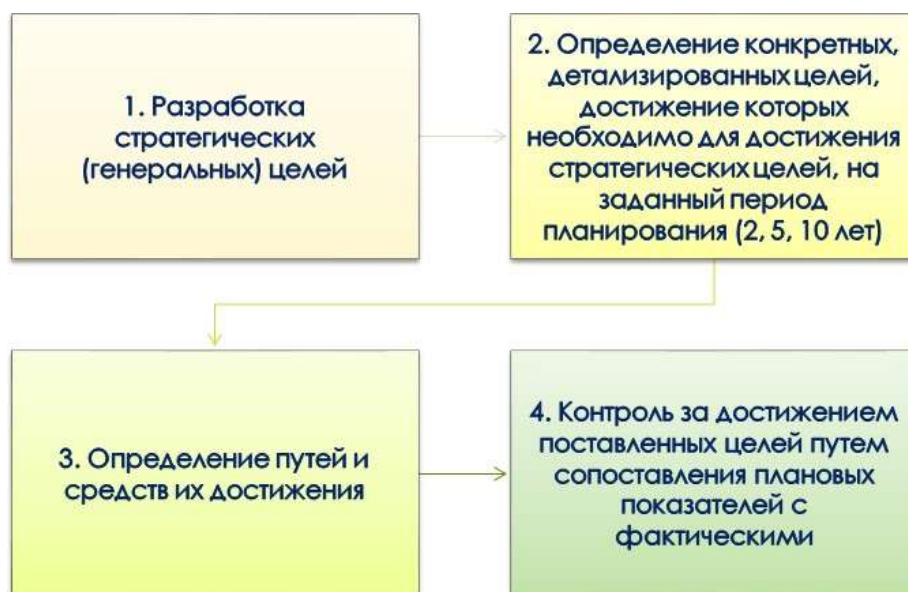 1. Разработка
стратегических
(генеральных) целей
2. Определение конкретных,
детализированных целей,
достижение которых
необходимо для достижения
стратегических целей, на
заданный период
планирования (2, 5, 10 лет)
3. Определение путей и
средств их достижения
4. Контроль за достижением
поставленных целей путем
сопоставления плановых
показателей с
фактическими